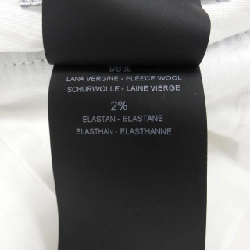 98%
LANA VERGINE - FLEECE WOOL
SCHURWOLLE - LAINE VIERGE
2%
ELASTAN - ELASTANE
ELASTHAN - ELASTHANNE